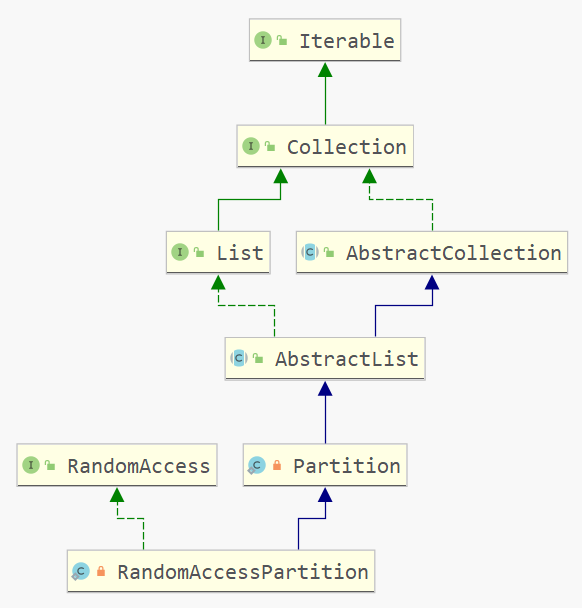 I Iterable
I Collection
I List
C AbstractCollection
C AbstractList
I RandomAccess
C Partition
C RandomAccessPartition